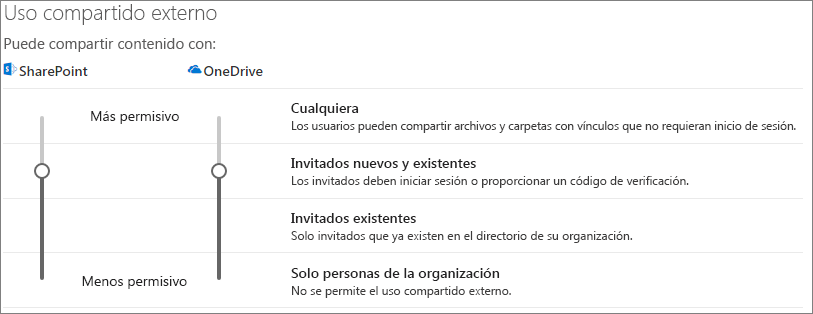 Uso compartido externo
Puede compartir contenido con:
SharePoint
OneDrive
Más permisivo
Cualquiera
Los usuarios pueden compartir archivos y carpetas con vínculos que no requieran inicio de sesión.
Invitados nuevos y existentes
Los invitados deben iniciar sesión o proporcionar un código de verificación.
Invitados existentes
Solo invitados que ya existen en el directorio de su organización.
Menos permisivo
Solo personas de la organización
No se permite el uso compartido externo.